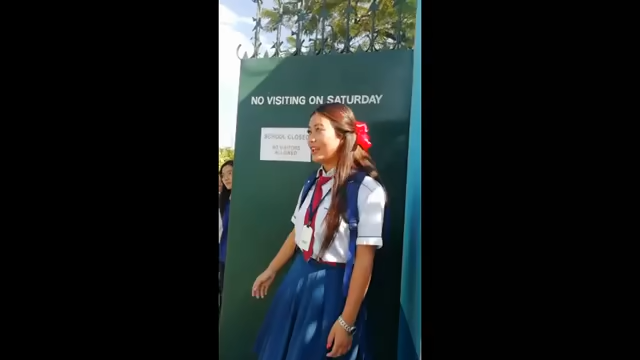 NO VISITING ON SATURDAY
SCHOOL CLOSED
NO VISITORS
ALLOWED